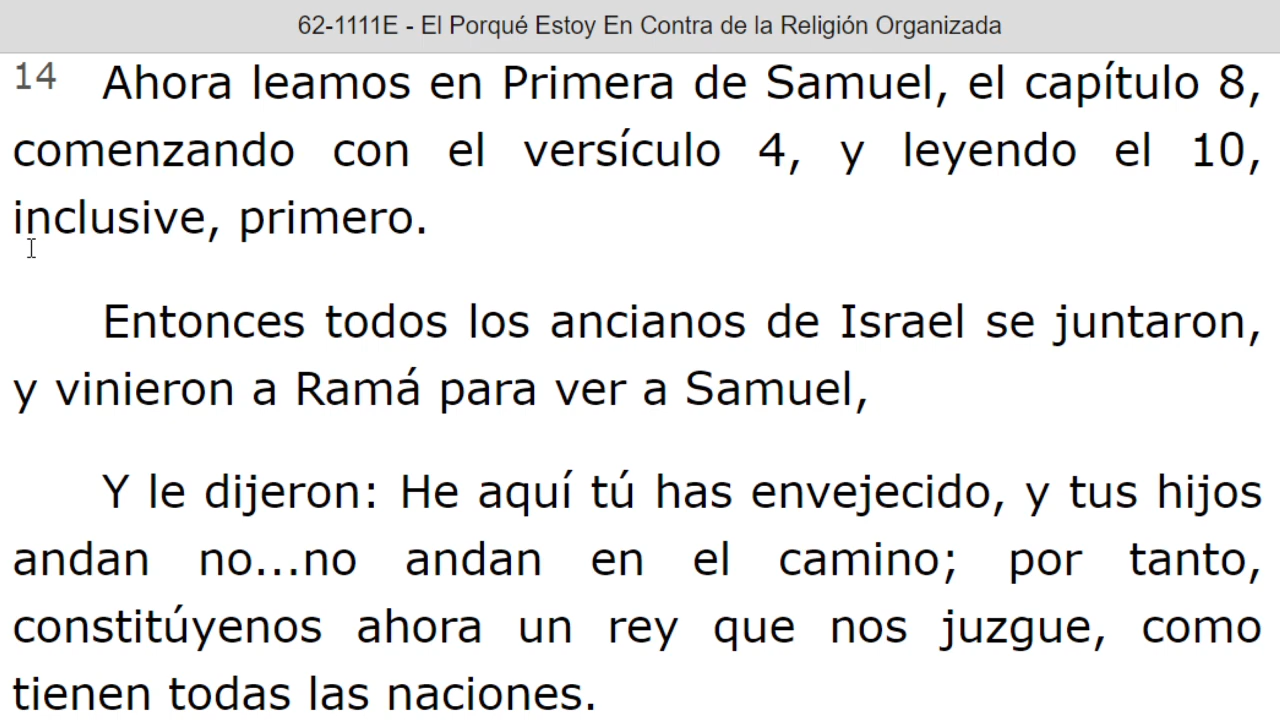 62-1111E - El Porqué Estoy En Contra de la Religión Organizada
14 Ahora leamos en Primera de Samuel, el capítulo 8,
comenzando con el versículo 4, y leyendo el 10,
inclusive, primero.
Entonces todos los ancianos de Israel se juntaron,
y vinieron a Ramá para ver a Samuel,
Y le dijeron: He aquí tú has envejecido, y tus hijos
andan no...no andan en el camino; por tanto,
constitúyenos ahora un rey que nos juzgue, como
tienen todas las naciones.